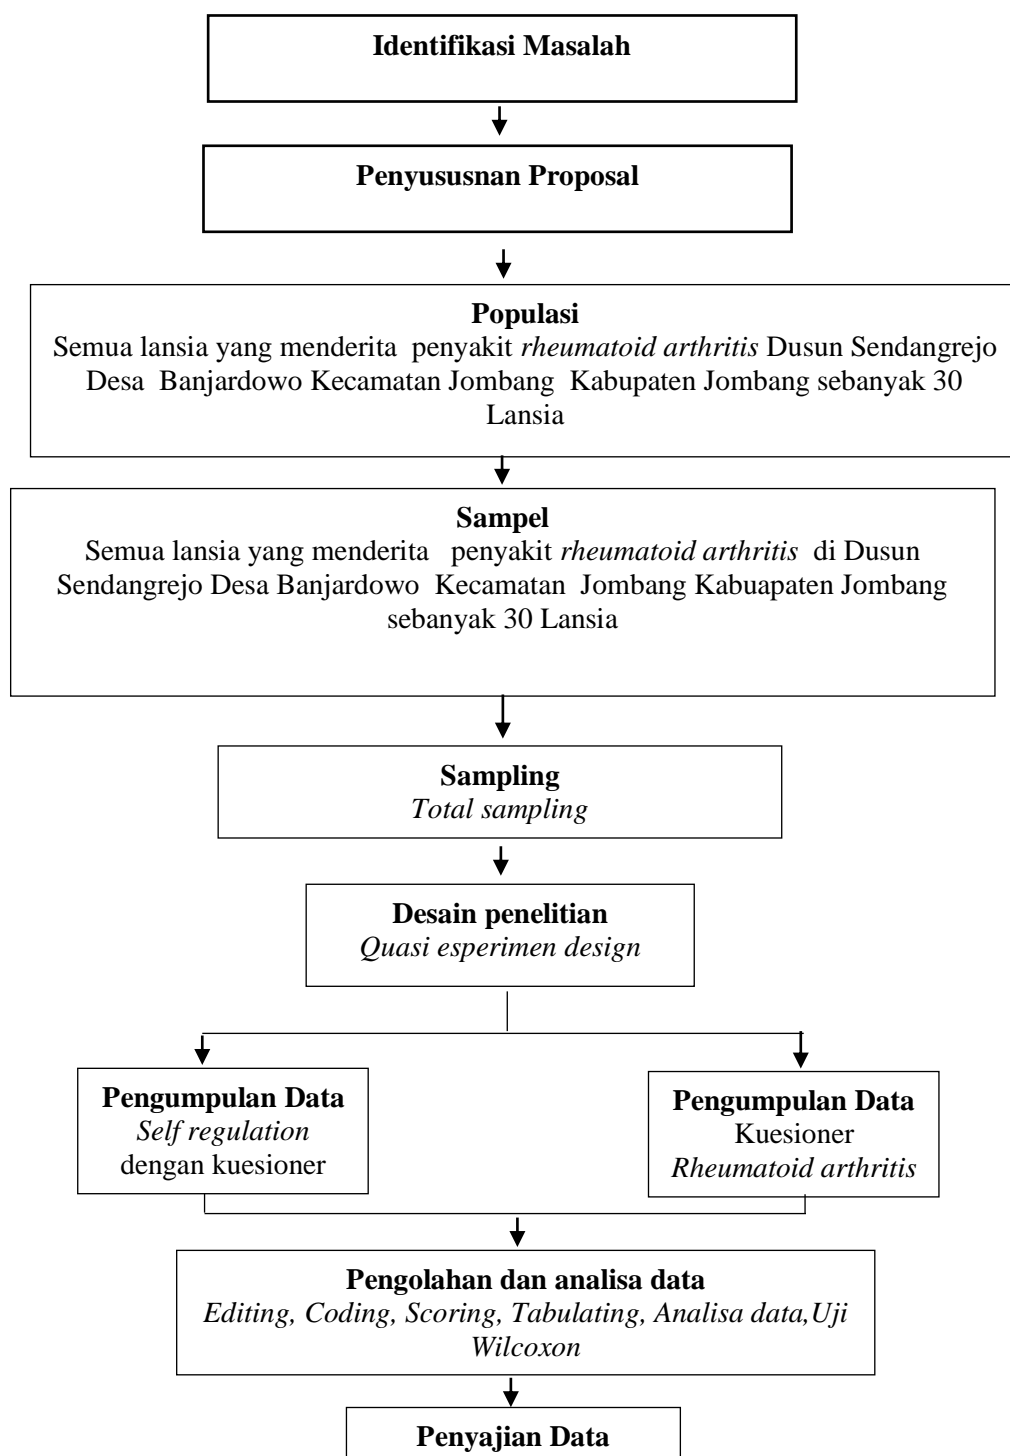 Identifikasi Masalah
Penyususnan Proposal
Populasi
Semua lansia yang menderita penyakit rheumatoid arthritis Dusun Sendangrejo
Desa Banjardowo Kecamatan Jombang Kabupaten Jombang sebanyak 30
Lansia
Sampel
Semua lansia yang menderita penyakit rheumatoid arthritis di Dusun
Sendangrejo Desa Banjardowo Kecamatan Jombang Kabuapaten Jombang
sebanyak 30 Lansia
Sampling
Total sampling
Desain penelitian
Quasi esperimen design
Pengumpulan Data
Self regulation
dengan kuesioner
Pengumpulan Data
Kuesioner
Rheumatoid arthritis
Pengolahan dan analisa data
Editing, Coding, Scoring, Tabulating, Analisa data,Uji
Wilcoxon
Penyajian Data